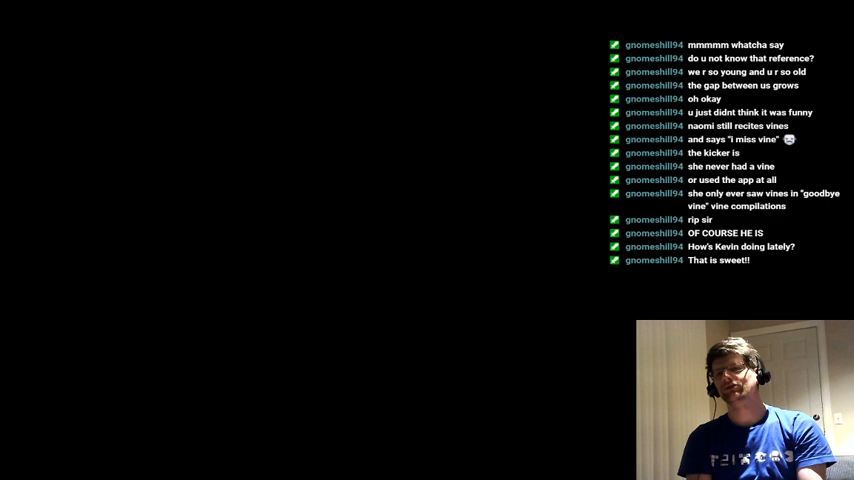 gnomeshill94 mmmmm whatcha say
gnomeshill94 do u not know that reference?
gnomeshill94 we r so young and u r so old
gnomeshill94 the gap between us grows
gnomeshill94 oh okay
gnomeshill94 u just didnt think it was funny
gnomeshill94 naomi still recites vines
gnomeshill94 and says "i miss vine"
gnomeshill94 the kicker is
gnomeshill94 she never had a vine
gnomeshill94 or used the app at all
gnomeshill94 she only ever saw vines in "goodbye
vine" vine compilations
gnomeshill94 rip sir
gnomeshill94 OF COURSE HE IS
gnomeshill94 How's Kevin doing lately?
gnomeshill94 That is sweet!!